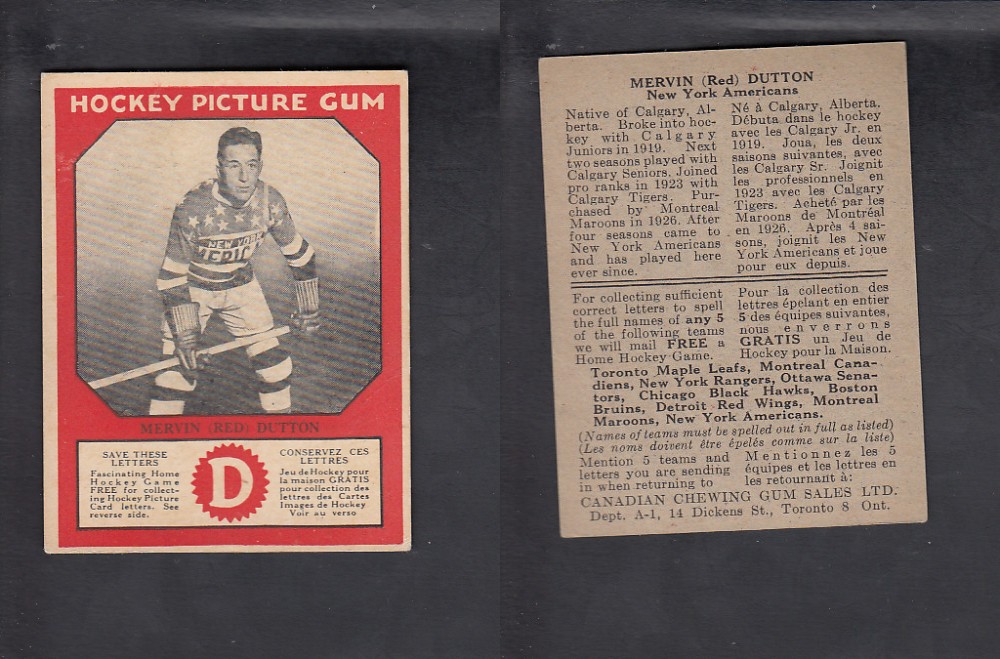 HOCKEY PICTURE GUM
NEW YORK
MERVIN (RED) DUTTON
SAVE THESE
LETTERS
Fascinating Home
Hockey Game
FREE for collect-
ing Hockey Picture
Card letters. See
reverse side.
D
CONSERVEZ CES
LETTRES
Jeu de Hockey pour
la maison GRATIS
pour collection des
lettres des Cartes
Images de Hockey
Voir au verso
MERVIN (Red) DUTTON
New York Americans
Native of Calgary, Al-
berta. Broke into hoc-
key with Calgary
Juniors in 1919. Next
two seasons played with
Calgary Seniors. Joined
pro ranks in 1923 with
Calgary Tigers. Pur-
chased by Montreal
Maroons in 1926. After
four seasons came to
New York Americans
and has played here
ever since.
Né à Calgary, Alberta.
Débuta dans le hockey
avec les Calgary Jr. en
1919. Joua, les deux
saisons suivantes, avec
les Calgary Sr. Joignit
les professionnels en
1923 avec les Calgary
Tigers. Acheté par les
Maroons de Montréal
en 1926. Après 4 sai-
sons, joignit les New
York Americans et joue
pour eux depuis.
For collecting sufficient
correct letters to spell
the full names of any 5
of the following teams
we will mail FREE a
Home Hockey Game.
Pour la collection des
lettres épelant en entier
5 des équipes suivantes,
nous enverrons
GRATIS un Jeu de
Hockey pour la Maison.
Toronto Maple Leafs, Montreal Cana-
diens, New York Rangers, Ottawa Sena-
tors, Chicago Black Hawks, Boston
Bruins, Detroit Red Wings, Montreal
Maroons, New York Americans.
(Names of teams must be spelled out in full as listed)
(Les noms doivent être épelés comme sur la liste)
Mention 5 teams and
letters you are sending
in when returning to
Mentionnez les 5
équipes et les lettres en
les retournant à:
CANADIAN CHEWING GUM SALES LTD.
Dept. A-1, 14 Dickens St., Toronto 8 Ont.